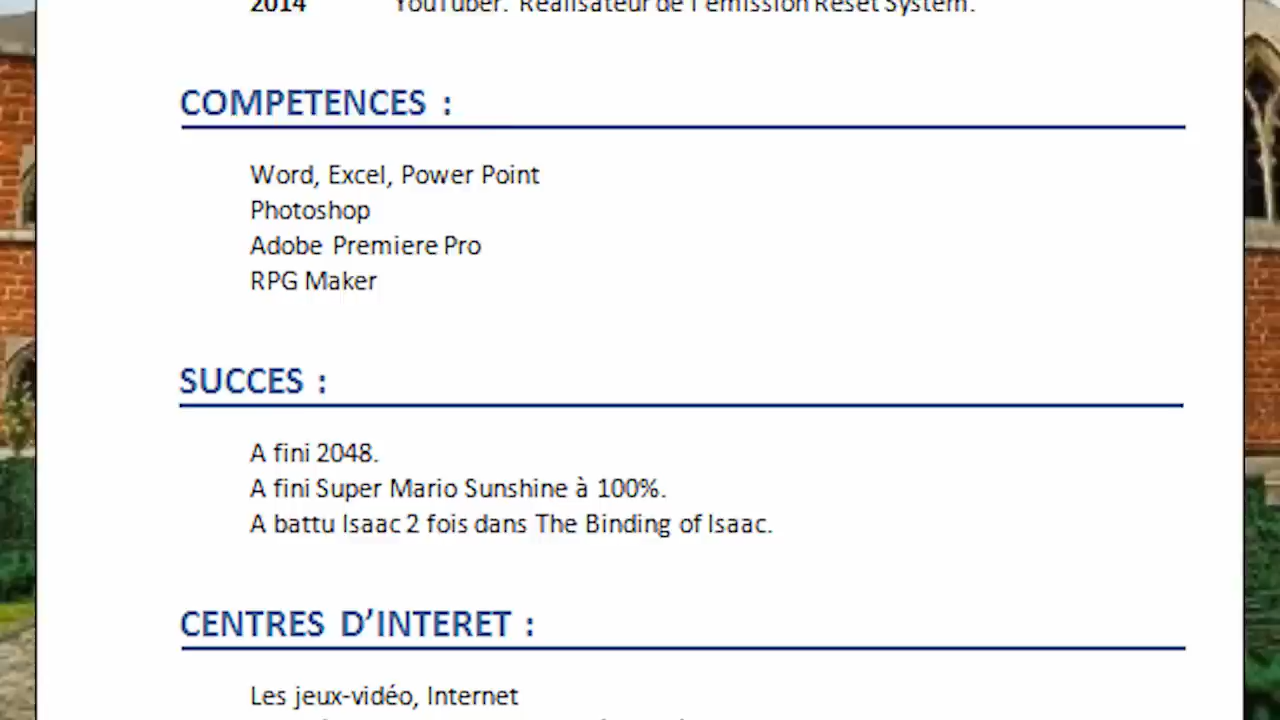 2014 YouTuber. Réalisateur de l'émission Reset System.
COMPETENCES :
Word, Excel, Power Point
Photoshop
Adobe Premiere Pro
RPG Maker
SUCCES :
A fini 2048.
A fini Super Mario Sunshine à 100%.
A battu Isaac 2 fois dans The Binding of Isaac.
CENTRES D'INTERET :
Les jeux-vidéo, Internet